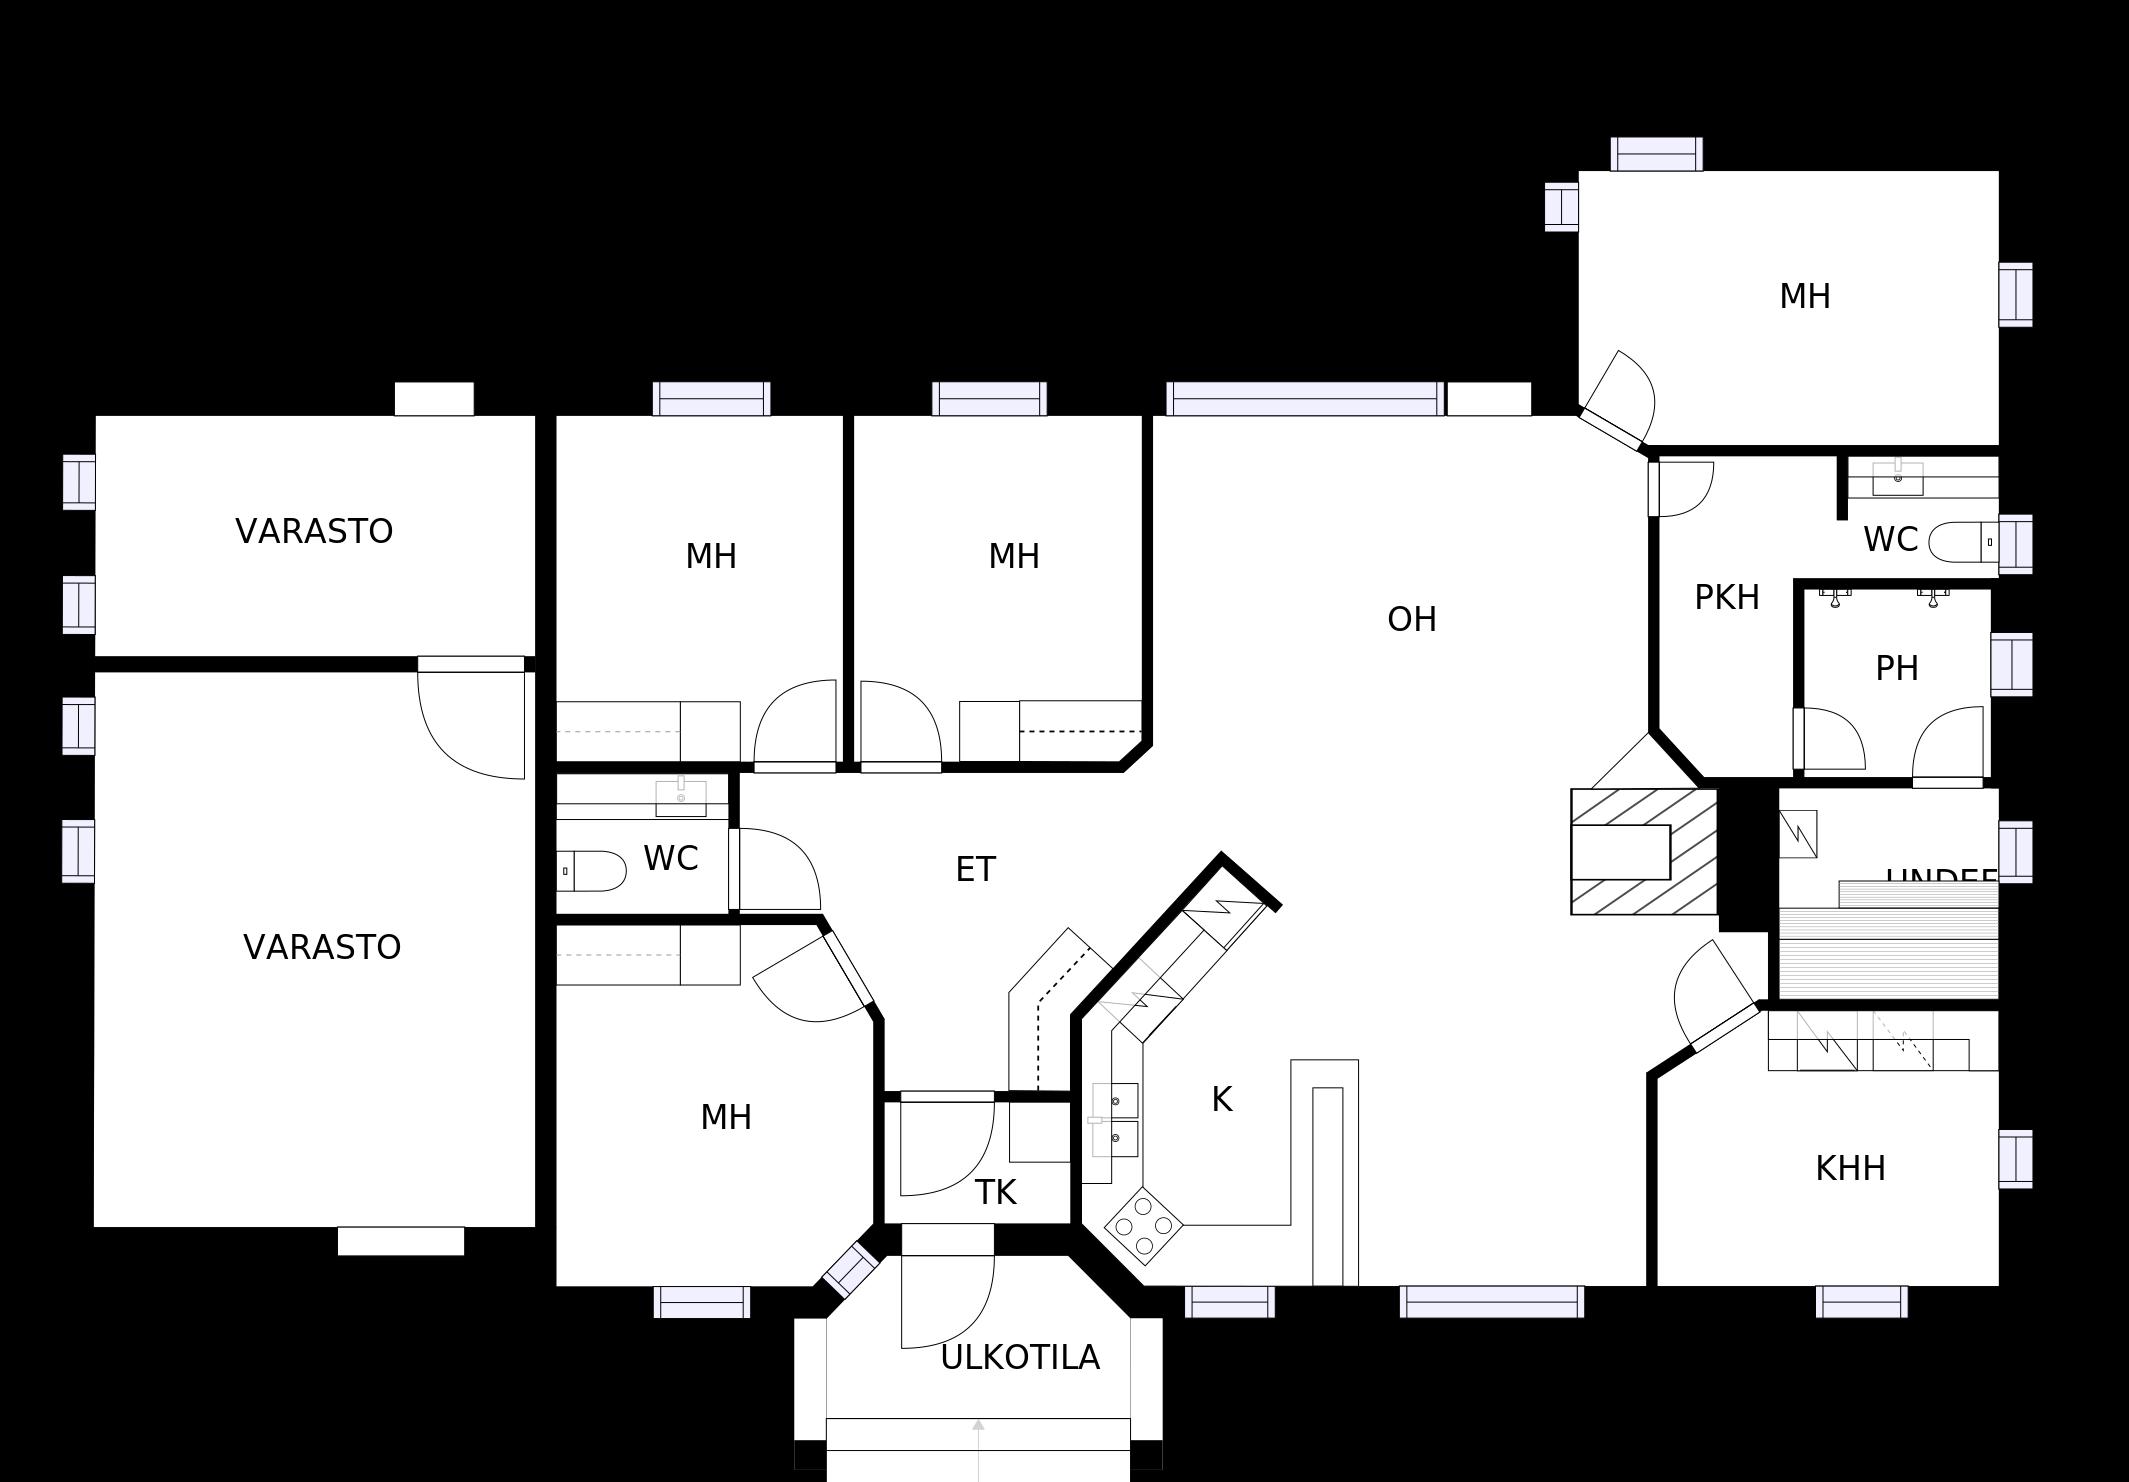 MH
VARASTO
MH
MH
WC
OH
PKH
PH
WC
ET
UNDEF
VARASTO
K
MH
KHH
TK
ULKOTILA